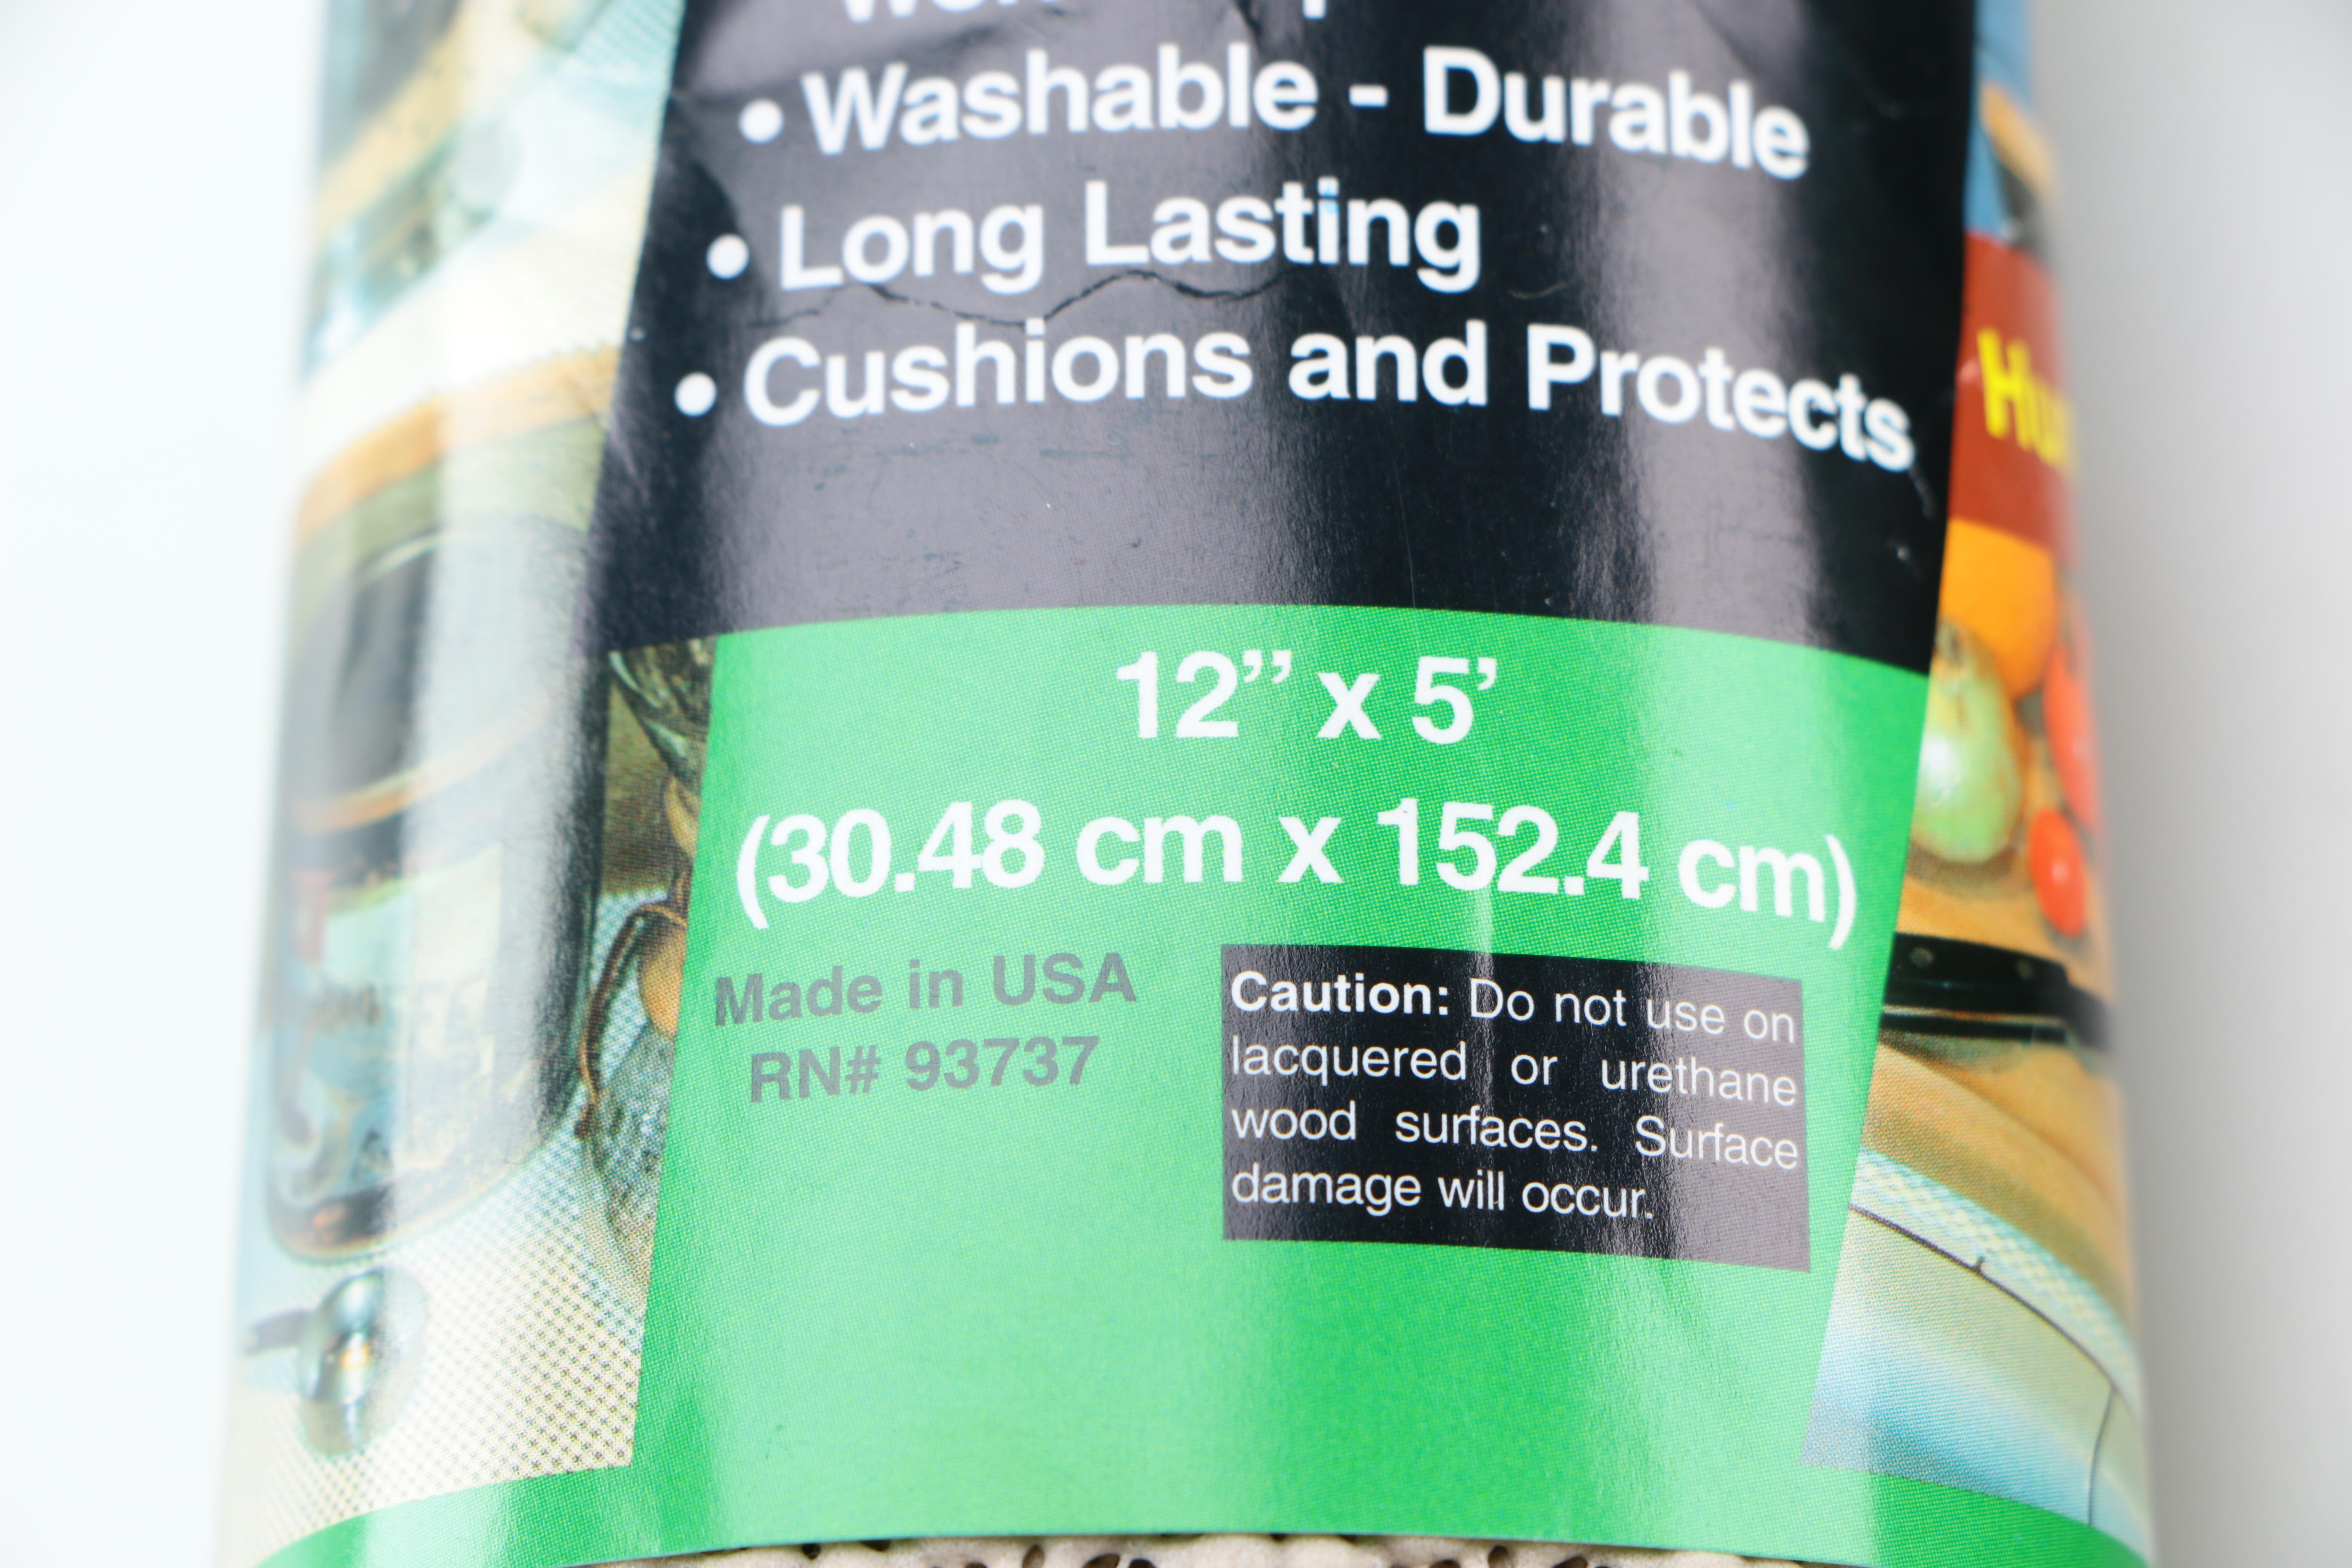 • Washable - Durable
• Long Lasting
• Cushions and Protects
12” x 5’
(30.48 cm x 152.4 cm)
Made in USA
RN# 93737
Caution: Do not use on
lacquered or urethane
wood surfaces. Surface
damage will occur.